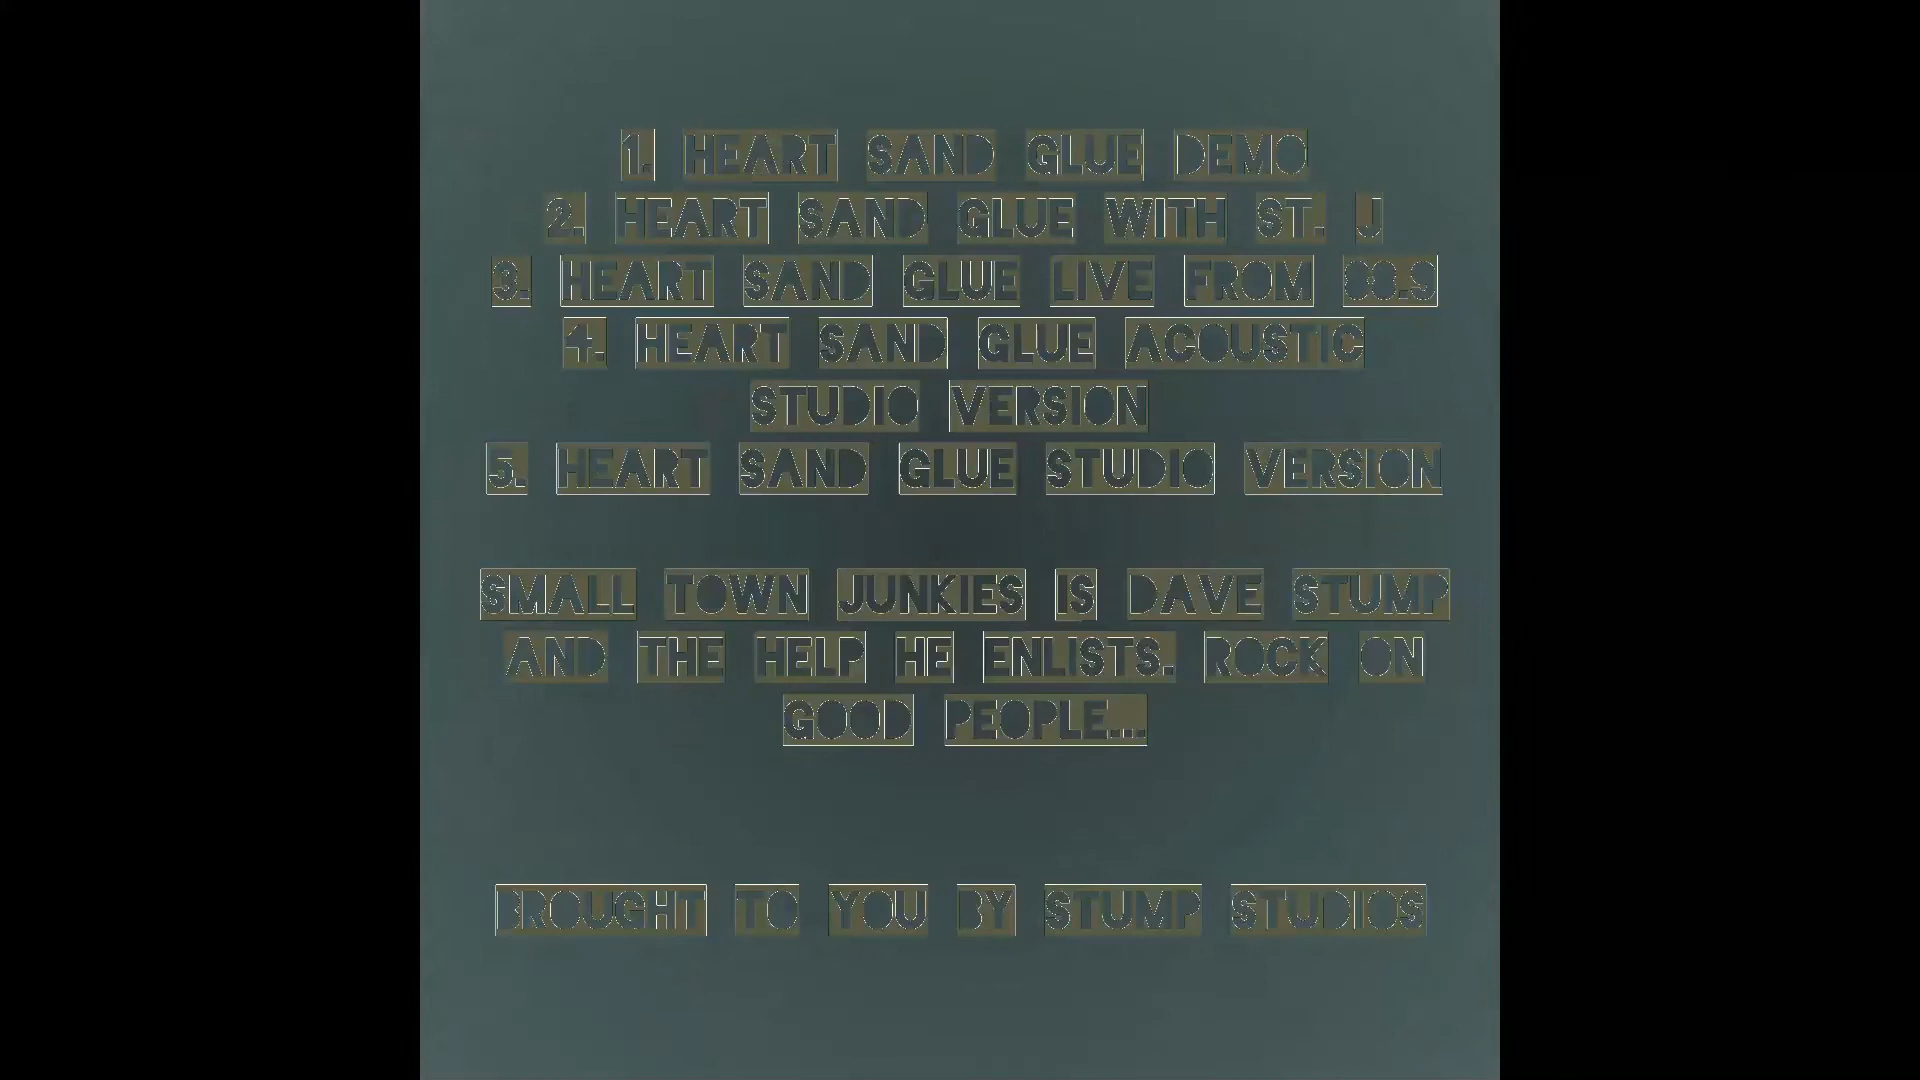 1. HEART SAND GLUE DEMO
2. HEART SAND GLUE WITH ST. J
3. HEART SAND GLUE LIVE FROM 88.9
4. HEART SAND GLUE ACOUSTIC
STUDIO VERSION
5. HEART SAND GLUE STUDIO VERSION
SMALL TOWN JUNKIES IS DAVE STUMP
AND THE HELP HE ENLISTS. ROCK ON
GOOD PEOPLE...
BROUGHT TO YOU BY STUMP STUDIOS